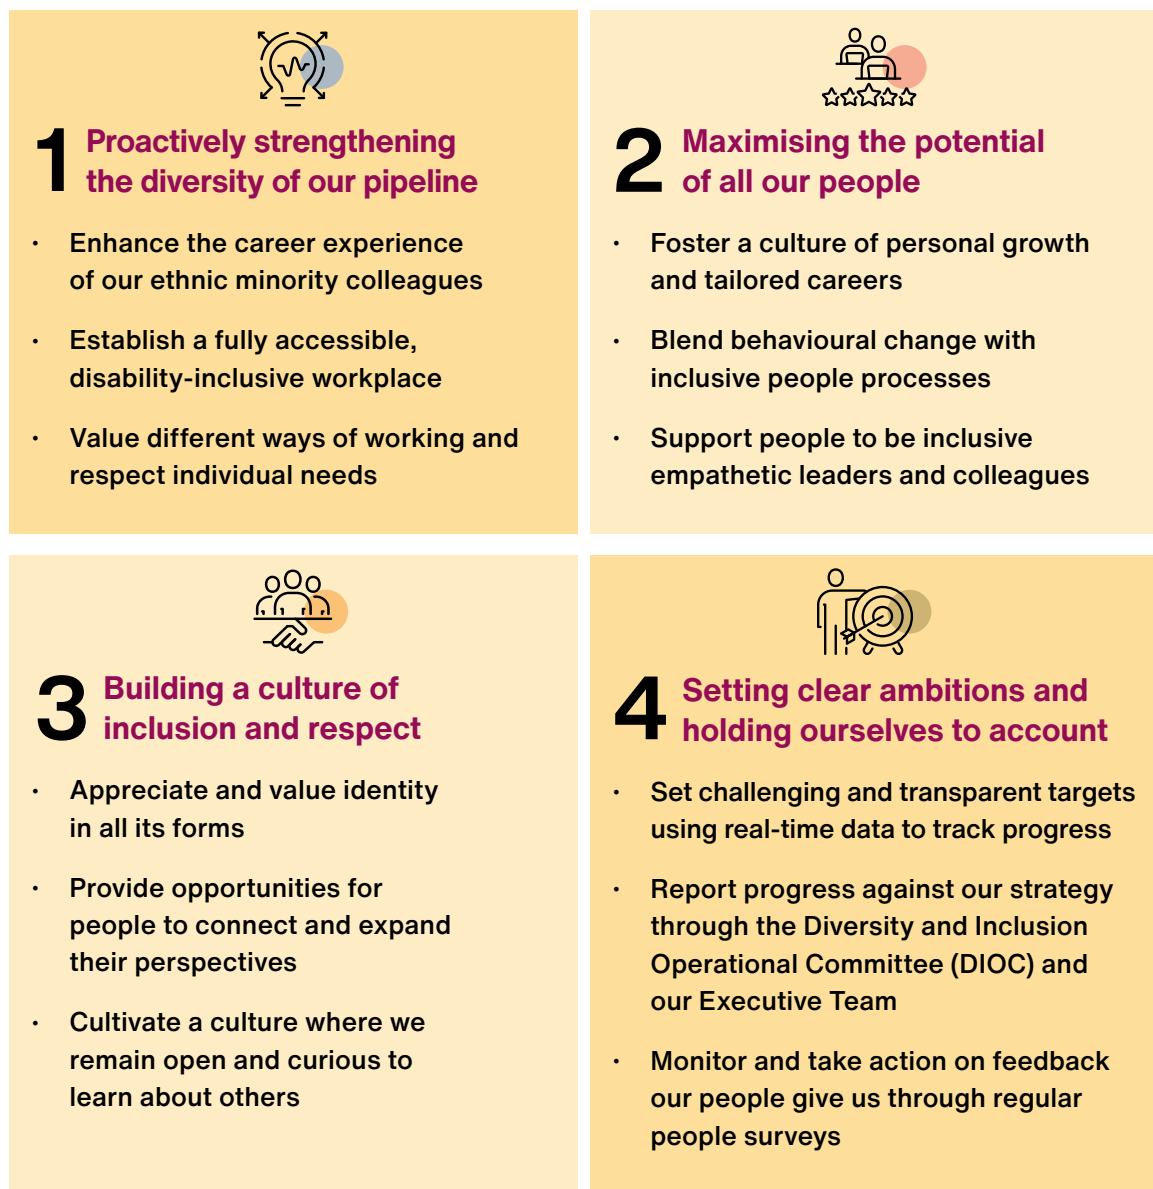 1 Proactively strengthening
the diversity of our pipeline
• Enhance the career experience
of our ethnic minority colleagues
• Establish a fully accessible,
disability-inclusive workplace
• Value different ways of working and
respect individual needs
2 Maximising the potential
of all our people
• Foster a culture of personal growth
and tailored careers
• Blend behavioural change with
inclusive people processes
• Support people to be inclusive
empathetic leaders and colleagues
3 Building a culture of
inclusion and respect
• Appreciate and value identity
in all its forms
• Provide opportunities for
people to connect and expand
their perspectives
• Cultivate a culture where we
remain open and curious to
learn about others
4 Setting clear ambitions and
holding ourselves to account
• Set challenging and transparent targets
using real-time data to track progress
• Report progress against our strategy
through the Diversity and Inclusion
Operational Committee (DIOC) and
our Executive Team
• Monitor and take action on feedback
our people give us through regular
people surveys